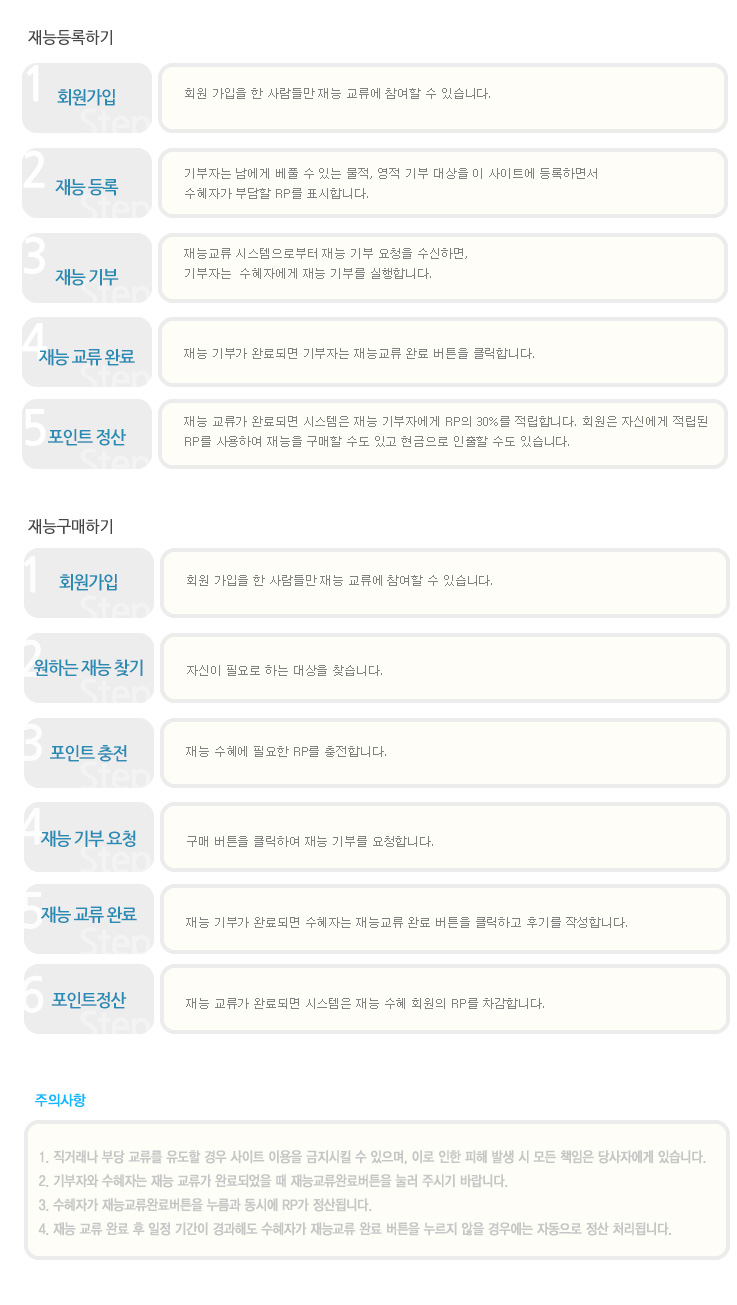 재능등록하기
1 Step
회원가입
회원 가입을 한 사람들만 재능 교류에 참여할 수 있습니다.
2 Step
재능 등록
기부자는 남에게 베풀 수 있는 물적, 영적 기부 대상을 이 사이트에 등록하면서
수혜자가 부담할 RP를 표시합니다.
3 Step
재능 기부
재능교류 시스템으로부터 재능 기부 요청을 수신하면,
기부자는 수혜자에게 재능 기부를 실행합니다.
4 Step
재능 교류 완료
재능 기부가 완료되면 기부자는 재능교류 완료 버튼을 클릭합니다.
5 Step
포인트 정산
재능 교류가 완료되면 시스템은 재능 기부자에게 RP의 30%를 적립합니다. 회원은 자신에게 적립된
RP를 사용하여 재능을 구매할 수도 있고 현금으로 인출할 수도 있습니다.
재능구매하기
1 Step
회원가입
회원 가입을 한 사람들만 재능 교류에 참여할 수 있습니다.
2 Step
원하는 재능 찾기
자신이 필요로 하는 대상을 찾습니다.
3 Step
포인트 충전
재능 수혜에 필요한 RP를 충전합니다.
4 Step
재능 기부 요청
구매 버튼을 클릭하여 재능 기부를 요청합니다.
5 Step
재능 교류 완료
재능 기부가 완료되면 수혜자는 재능교류 완료 버튼을 클릭하고 후기를 작성합니다.
6 Step
포인트정산
재능 교류가 완료되면 시스템은 재능 수혜 회원의 RP를 차감합니다.
주의사항
1. 직거래나 부당 교류를 유도할 경우 사이트 이용을 금지시킬 수 있으며, 이로 인한 피해 발생 시 모든 책임은 당사자에게 있습니다.
2. 기부자와 수혜자는 재능 교류가 완료되었을 때 재능교류완료버튼을 눌러 주시기 바랍니다.
3. 수혜자가 재능교류완료버튼을 누름과 동시에 RP가 정산됩니다.
4. 재능 교류 완료 후 일정 기간이 경과해도 수혜자가 재능교류 완료 버튼을 누르지 않을 경우에는 자동으로 정산 처리됩니다.